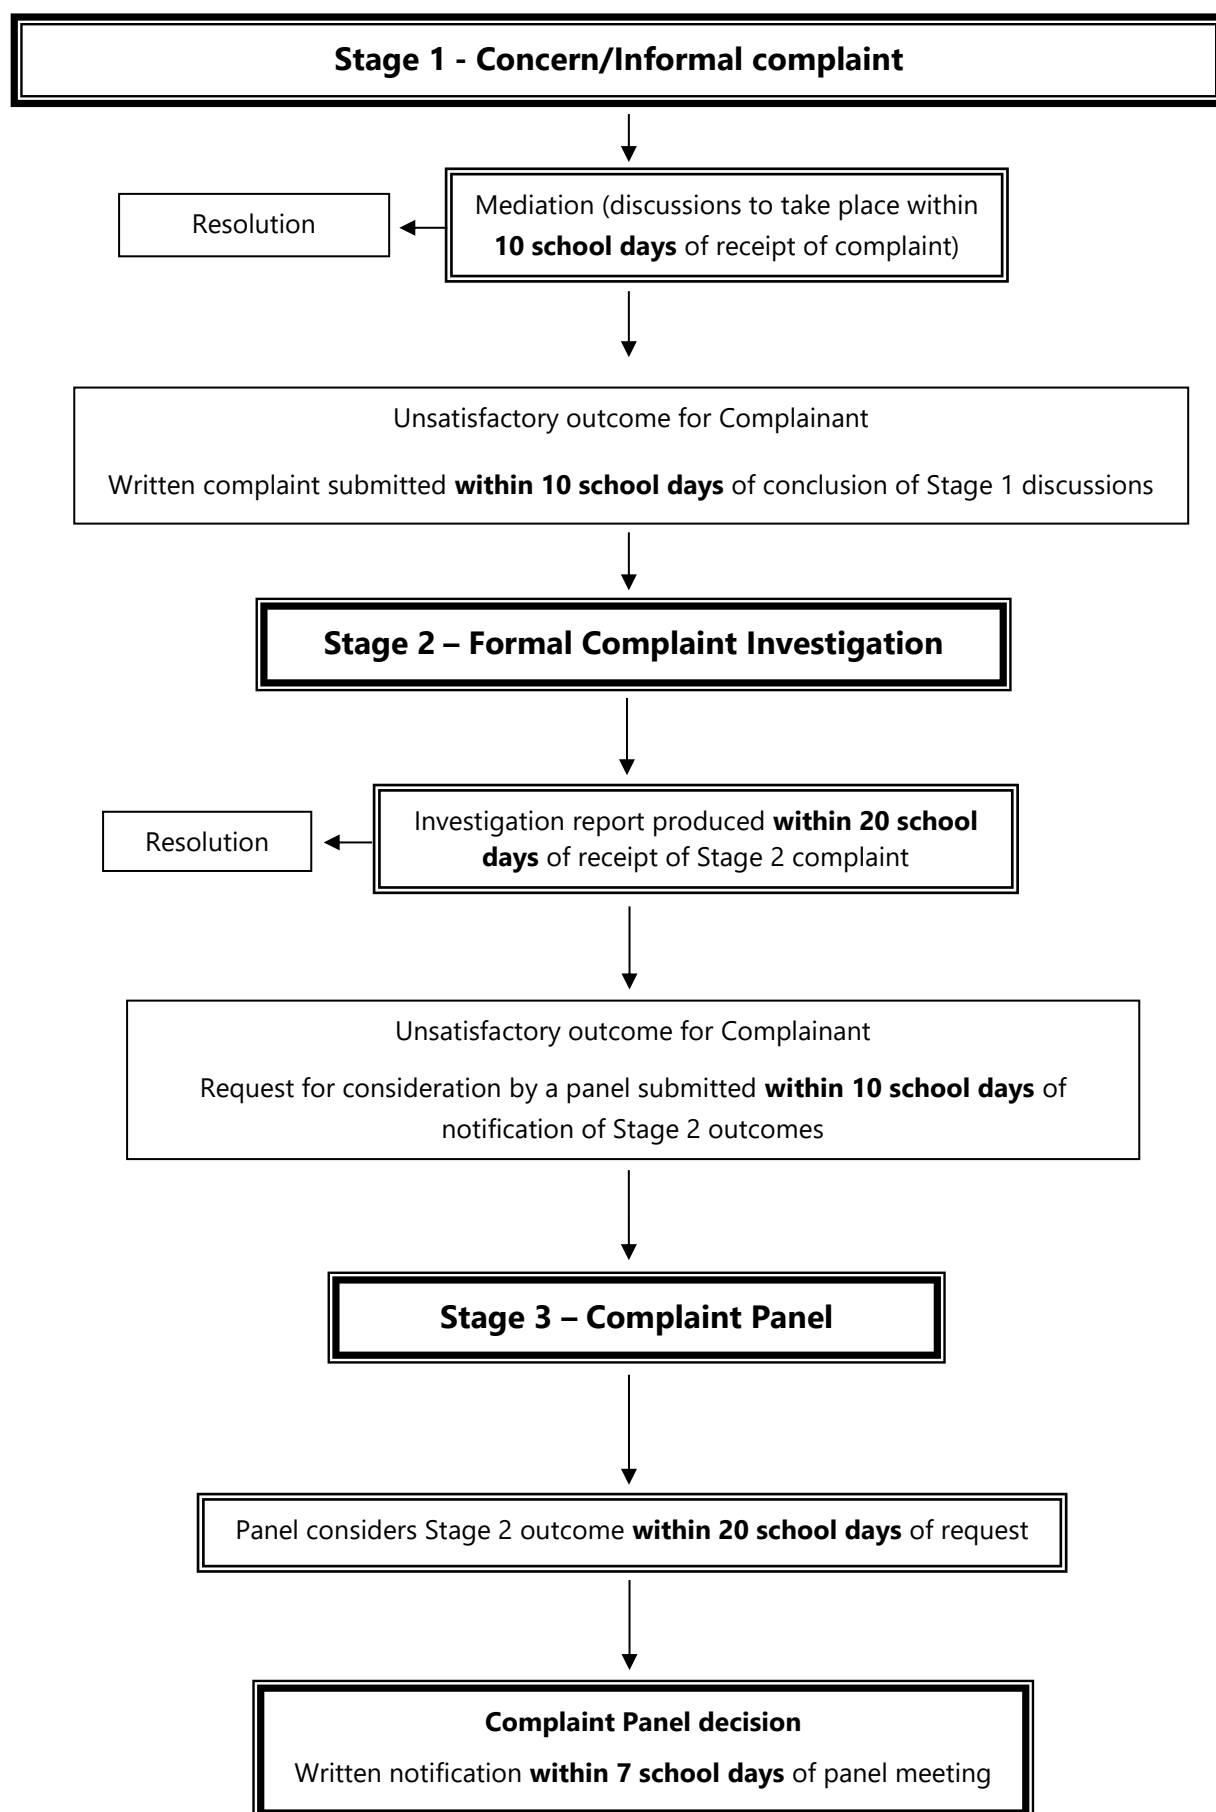 Stage 1 - Concern/Informal complaint
Mediation (discussions to take place within
10 school days of receipt of complaint)
Resolution
Unsatisfactory outcome for Complainant
Written complaint submitted within 10 school days of conclusion of Stage 1 discussions
Stage 2 – Formal Complaint Investigation
Investigation report produced within 20 school
days of receipt of Stage 2 complaint
Resolution
Unsatisfactory outcome for Complainant
Request for consideration by a panel submitted within 10 school days of
notification of Stage 2 outcomes
Stage 3 – Complaint Panel
Panel considers Stage 2 outcome within 20 school days of request
Complaint Panel decision
Written notification within 7 school days of panel meeting